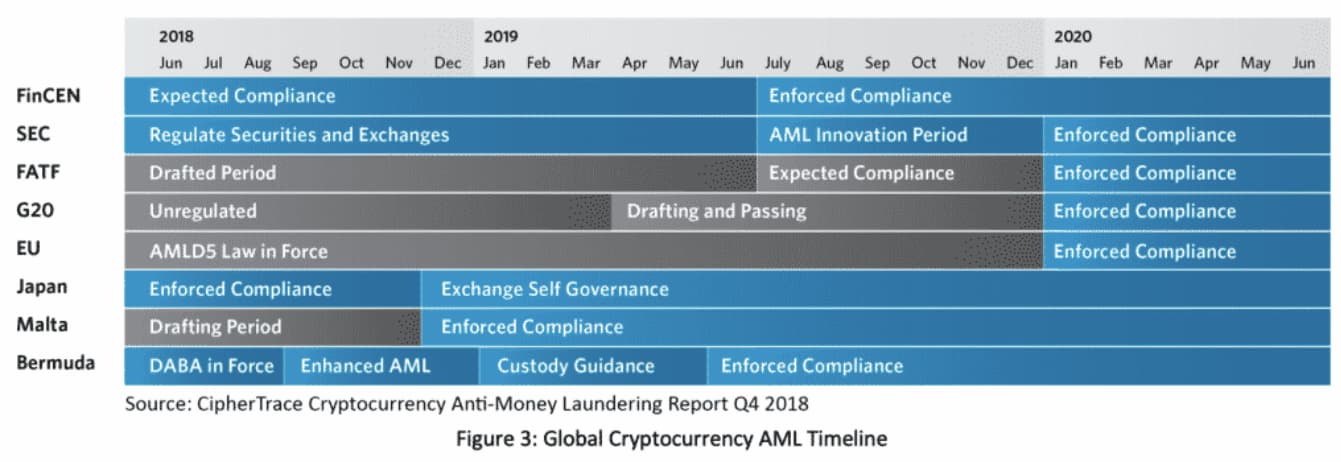 2018 2019 2020
Jun Jul Aug Sep Oct Nov Dec Jan Feb Mar Apr May Jun July Aug Sep Oct Nov Dec Jan Feb Mar Apr May Jun
FinCEN Expected Compliance Enforced Compliance
SEC Regulate Securities and Exchanges AML Innovation Period Enforced Compliance
FATF Drafted Period Expected Compliance Enforced Compliance
G20 Unregulated Drafting and Passing Enforced Compliance
EU AMLD5 Law in Force Enforced Compliance
Japan Enforced Compliance Exchange Self Governance
Malta Drafting Period Enforced Compliance
Bermuda DABA in Force Enhanced AML Custody Guidance Enforced Compliance
Source: CipherTrace Cryptocurrency Anti-Money Laundering Report Q4 2018
Figure 3: Global Cryptocurrency AML Timeline